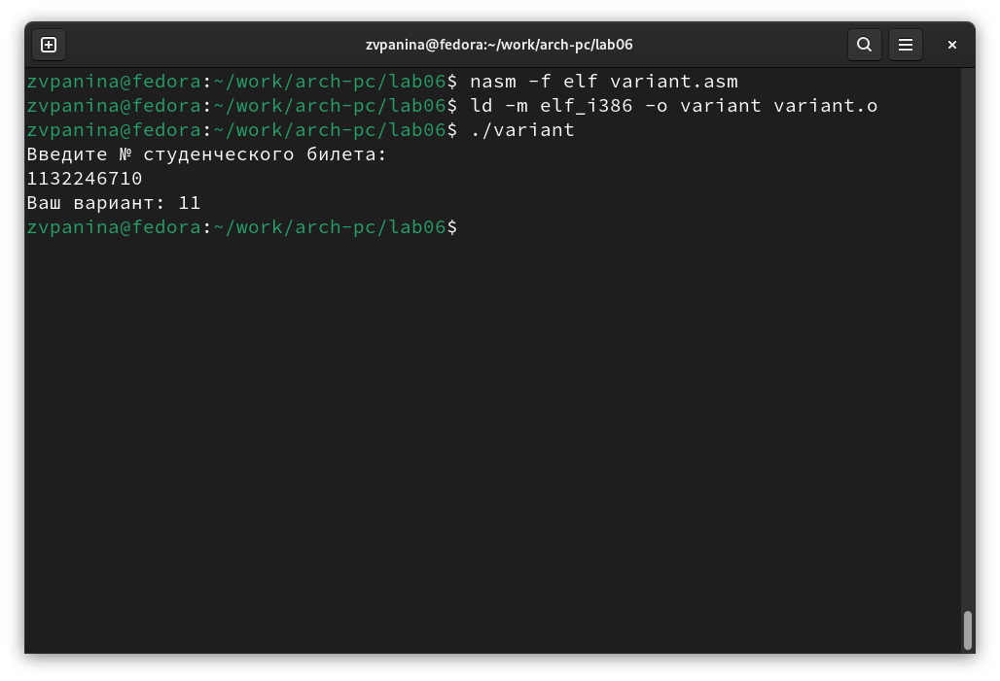 zvpanina@fedora:~/work/arch-pc/lab06
zvpanina@fedora:~/work/arch-pc/lab06$ nasm -f elf variant.asm
zvpanina@fedora:~/work/arch-pc/lab06$ ld -m elf_i386 -o variant variant.o
zvpanina@fedora:~/work/arch-pc/lab06$ ./variant
Введите № студенческого билета:
1132246710
Ваш вариант: 11
zvpanina@fedora:~/work/arch-pc/lab06$